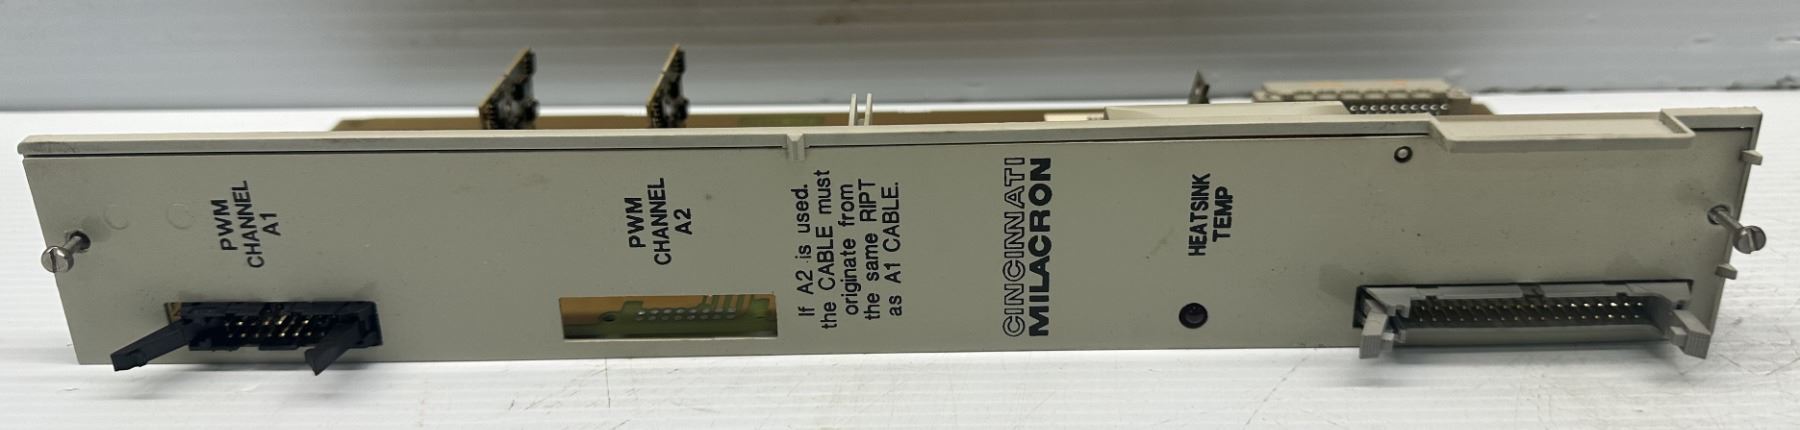 PWM
CHANNEL
A1
PWM
CHANNEL
A2
If A2 is used.
the CABLE must
originate from
the same RIPT
as A1 CABLE.
CINCINNATI
MILACRON
HEATSINK
TEMP